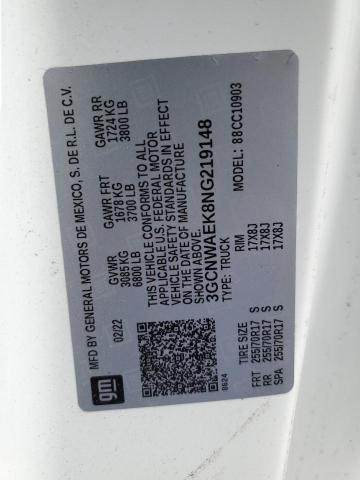 MFD BY GENERAL MOTORS DE MEXICO, S. DE R.L. DE C.V.
02/22 GVWR GAWR FRT GAWR RR
3085KG 1678 KG 1724 KG
6800 LB 3700 LB 3800 LB
THIS VEHICLE CONFORMS TO ALL
APPLICABLE U.S. FEDERAL MOTOR
VEHICLE SAFETY STANDARDS IN EFFECT
ON THE DATE OF MANUFACTURE
SHOWN ABOVE.
3GCNWAEK8NG219148
TYPE: TRUCK 88CC10903
gm
8624
TIRE SIZE RIM
FRT 255/70R17 S 17X8J
RR 255/70R17 S 17X8J
SPA 255/70R17 S 17X8J